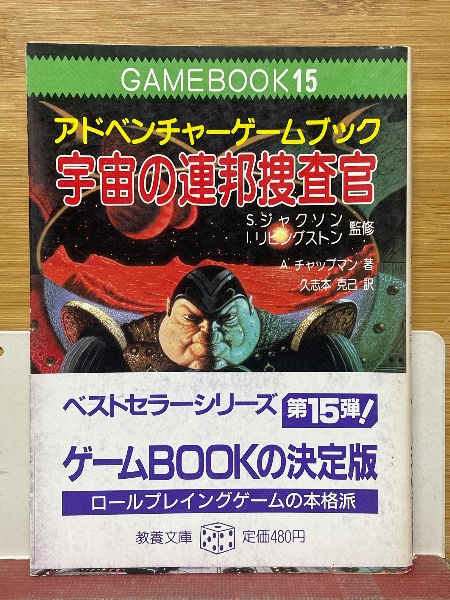 GAMEBOOK15
アドベンチャーゲームブック
宇宙の連邦捜査官
S.ジャクソン
I.リビングストン 監修
A.チャップマン 著
久志本 克己 訳
ベストセラーシリーズ 第15弾!
ゲームBOOKの決定版
ロールプレイングゲームの本格派
教養文庫 定価480円